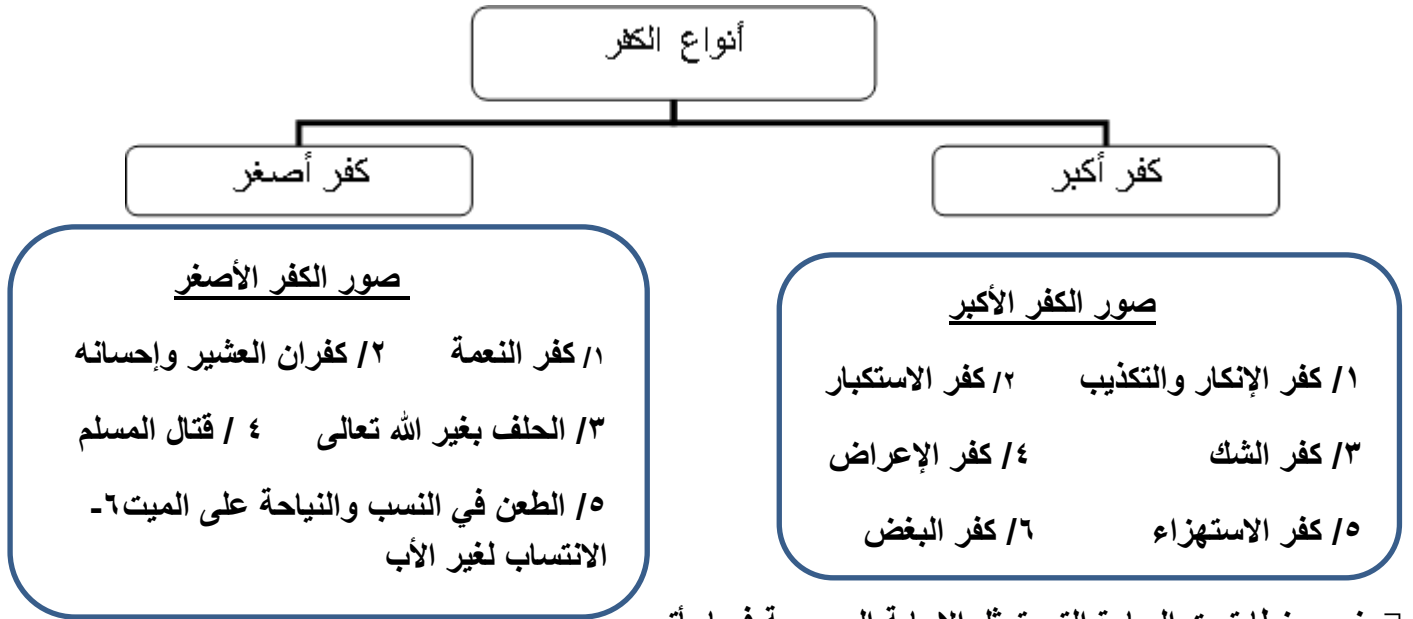 أنواع الكفر
كفر أكبر
كفر أصغر
صور الكفر الأكبر
١/ كفر الإنكار والتكذيب ٢/ كفر الاستكبار
٣/ كفر الشك ٤/ كفر الإعراض
٥/ كفر الاستهزاء ٦/ كفر البغض
صور الكفر الأصغر
١/ كفر النعمة ٢/ كفران العشير وإحسانه
٣/ الحلف بغير الله تعالى ٤ / قتال المسلم
٥/ الطعن في النسب والنياحة على الميت٦-
الانتساب لغير الأب